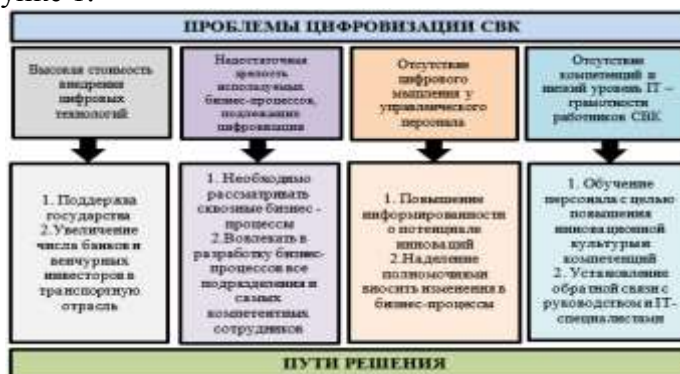 ПРОБЛЕМЫ ЦИФРОВИЗАЦИИ СВК
Высокая стоимость
внедрения
цифровых
технологий
Недостаточная
зрелость
используемых
бизнес-процессов,
подлежащих
цифровизации
Отсутствие
цифрового
мышления у
управленческого
персонала
Отсутствие
компетенций и
низкий уровень IT –
грамотности
работников СВК
1. Поддержка
государства
2.Увеличение
числа банков и
венчурных
инвесторов в
транспортную
отрасль
1. Необходимо
рассматривать
сквозные бизнес -
процессы
2.Вовлекать в
разработку бизнес-
процессов все
подразделения и
самых
компетентных
сотрудников
1. Повышение
информированности
о потенциале
инноваций
2.Наделение
полномочиями
вносить изменения в
бизнес-процессы
1. Обучение
персонала с целью
повышения
инновационной
культуры и
компетенций
2. Установление
обратной связи с
руководством и IT-
специалистами
ПУТИ РЕШЕНИЯ